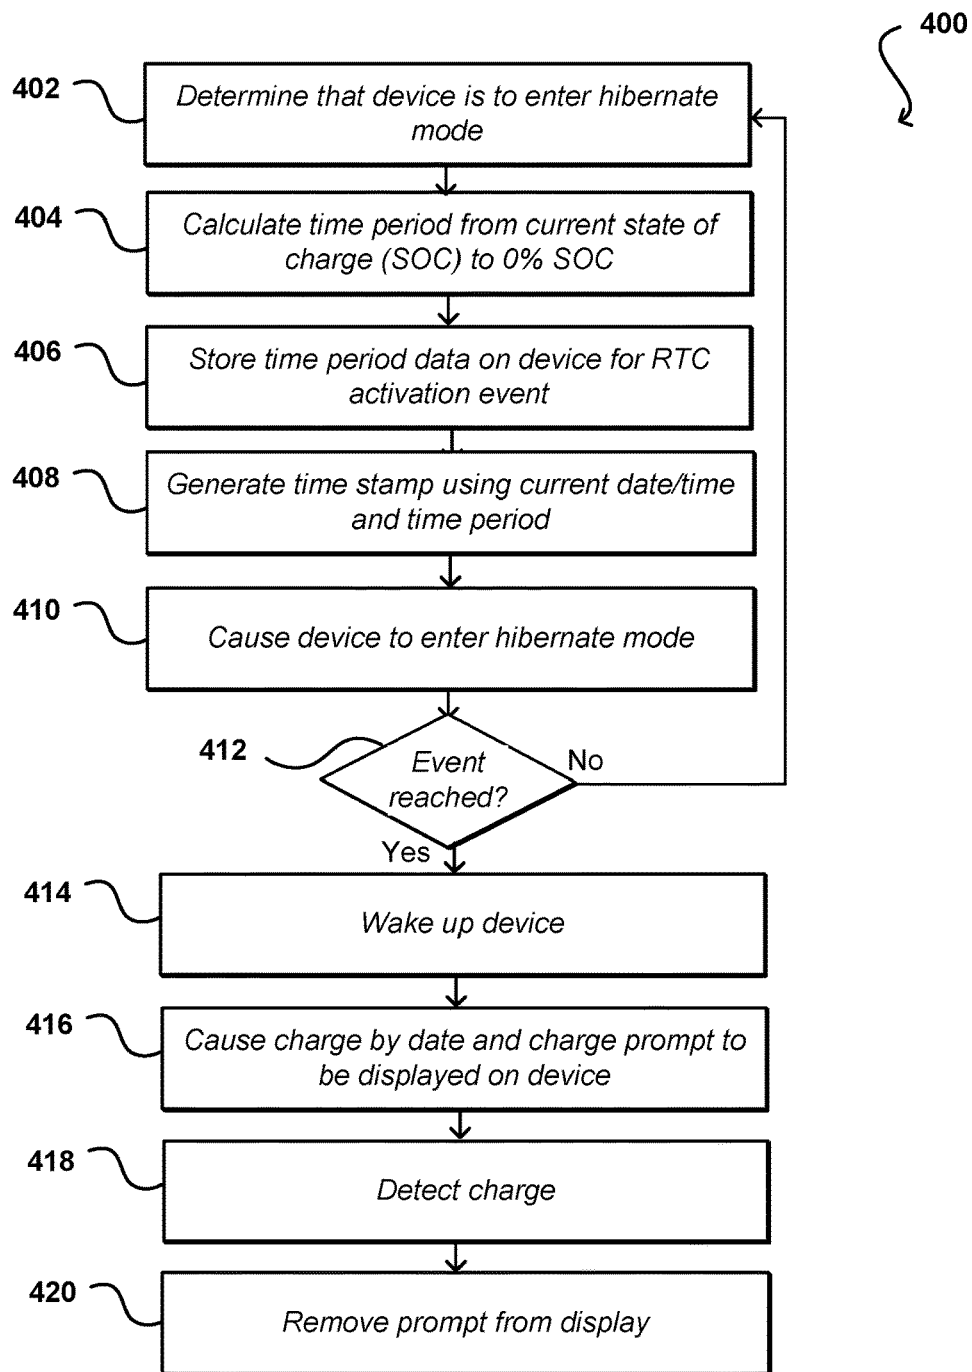 400
402
Determine that device is to enter hibernate
mode
404
Calculate time period from current state of
charge (SOC) to 0% SOC
406
Store time period data on device for RTC
activation event
408
Generate time stamp using current date/time
and time period
410
Cause device to enter hibernate mode
412
Event
reached?
No
Yes
414
Wake up device
416
Cause charge by date and charge prompt to
be displayed on device
418
Detect charge
420
Remove prompt from display